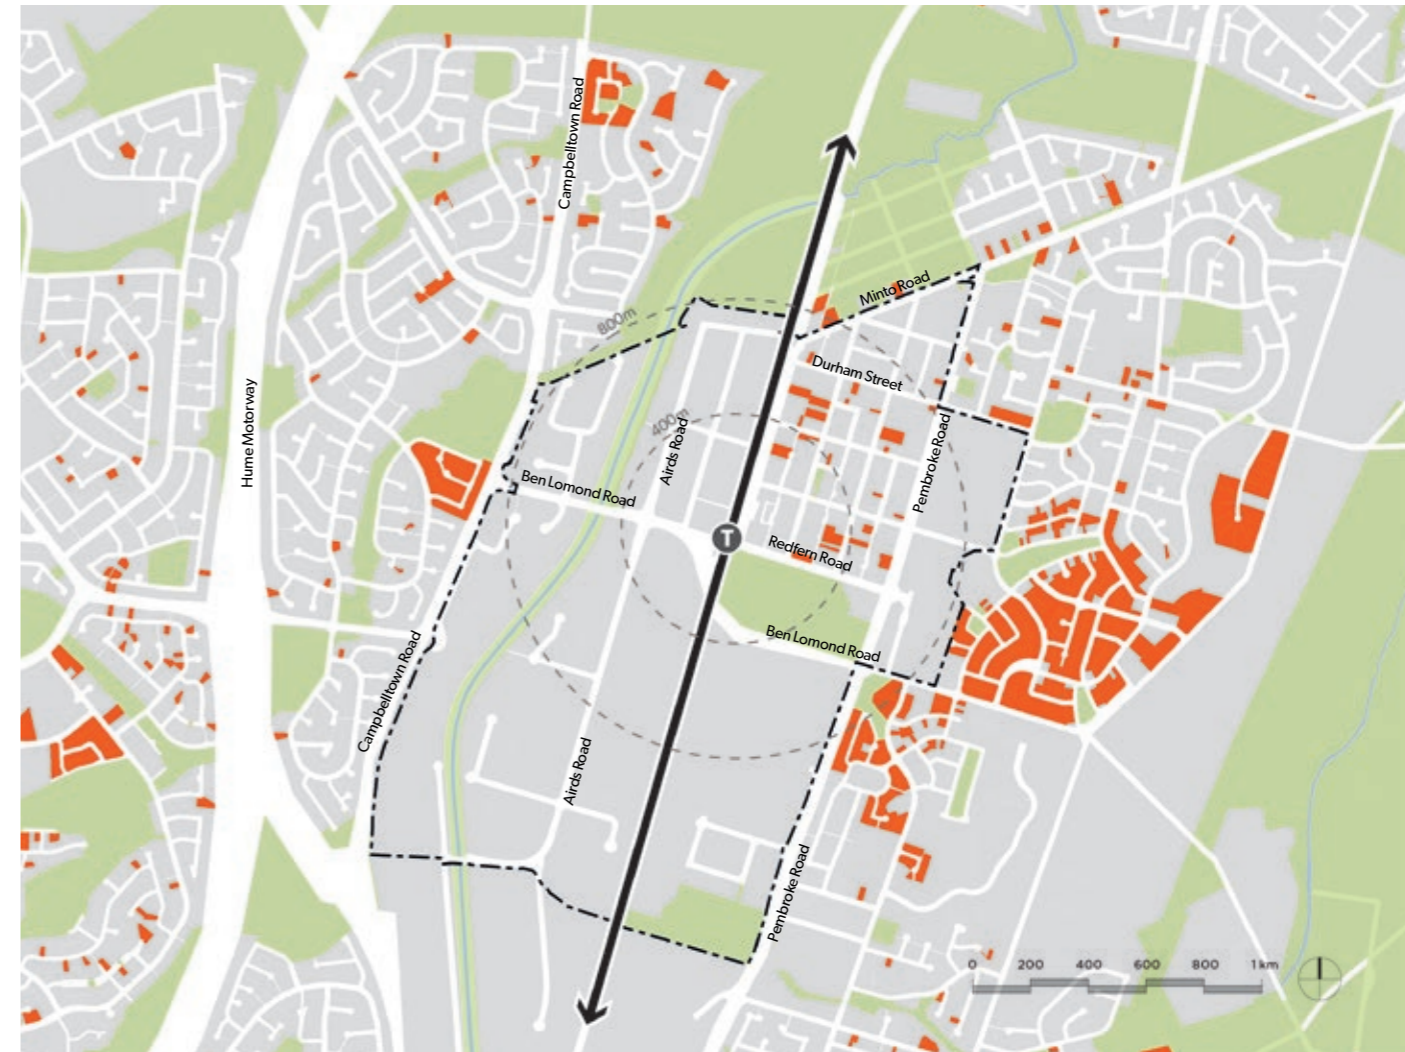 Campbelltown Road
Minto Road
800m
Durham Street
Hume Motorway
400m
Airds Road
Pembroke Road
Ben Lomond Road
T
Redfern Road
Ben Lomond Road
Campbelltown Road
Airds Road
Pembroke Road
0 200 400 600 800 1 km